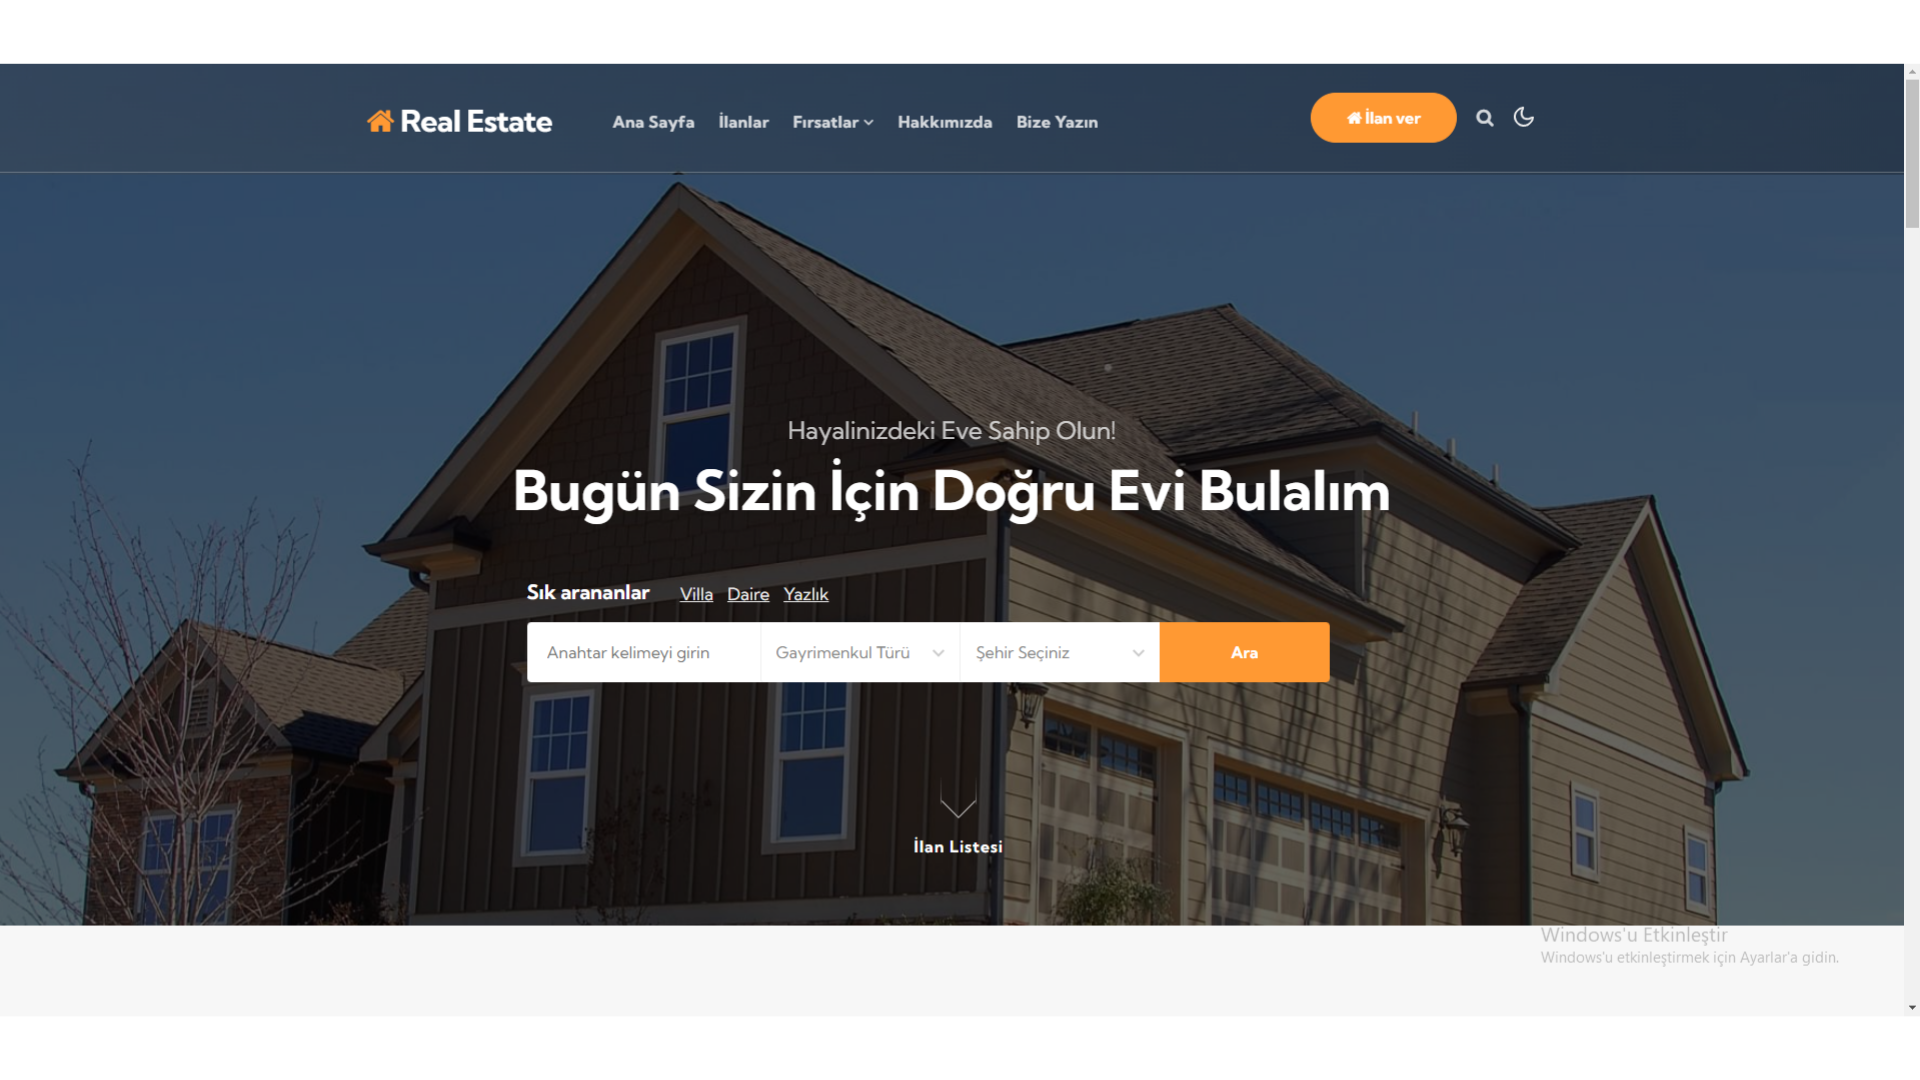 Real Estate
Ana Sayfa İlanlar Fırsatlar Hakkımızda Bize Yazın
İlan ver
Hayalinizdeki Eve Sahip Olun!
Bugün Sizin İçin Doğru Evi Bulalım
Sık arananlar Villa Daire Yazlık
Anahtar kelimeyi girin Gayrimenkul Türü Şehir Seçiniz Ara
İlan Listesi
Windows'u Etkinleştir
Windows'u etkinleştirmek için Ayarlar'a gidin.